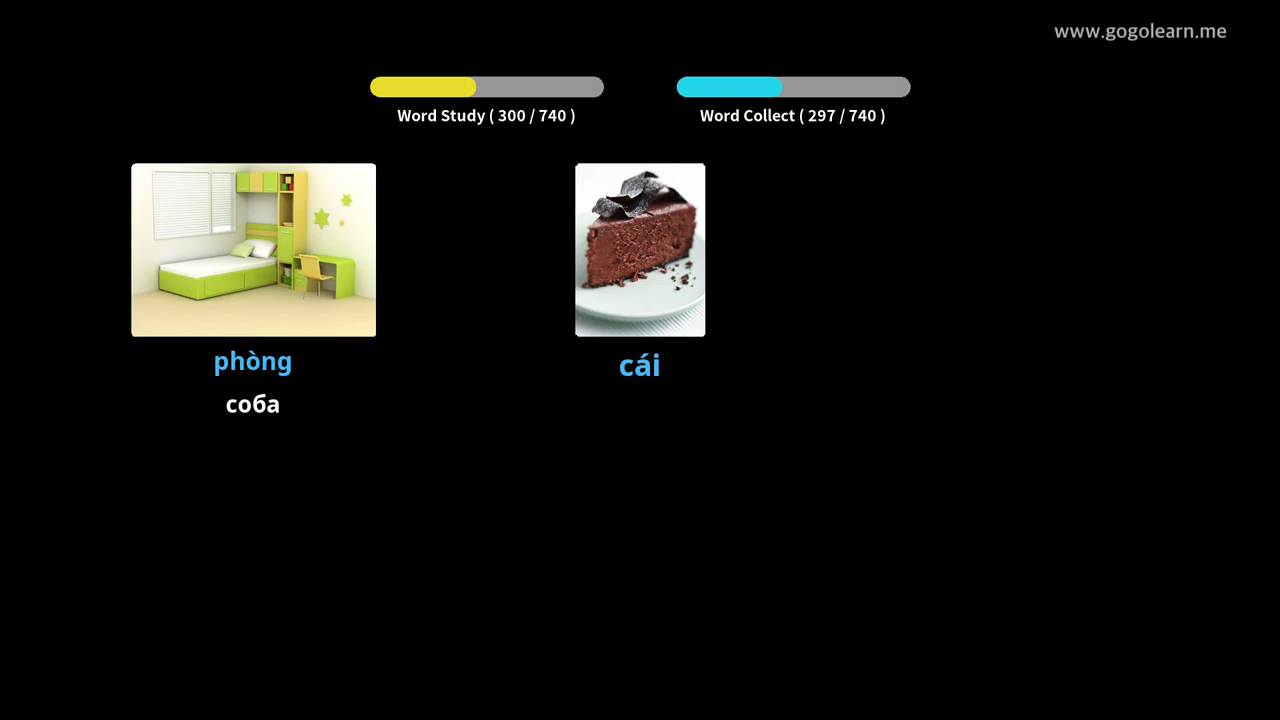 www.gogolearn.me
Word Study ( 300 / 740 )
Word Collect ( 297 / 740 )
phòng
соба
cái